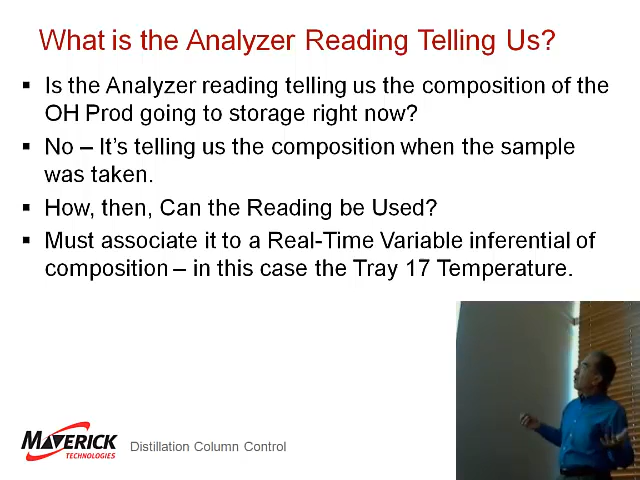 What is the Analyzer Reading Telling Us?
▪ Is the Analyzer reading telling us the composition of the
OH Prod going to storage right now?
▪ No – It's telling us the composition when the sample
was taken.
▪ How, then, Can the Reading be Used?
▪ Must associate it to a Real-Time Variable inferential of
composition – in this case the Tray 17 Temperature.
MAVERICK
TECHNOLOGIES
Distillation Column Control